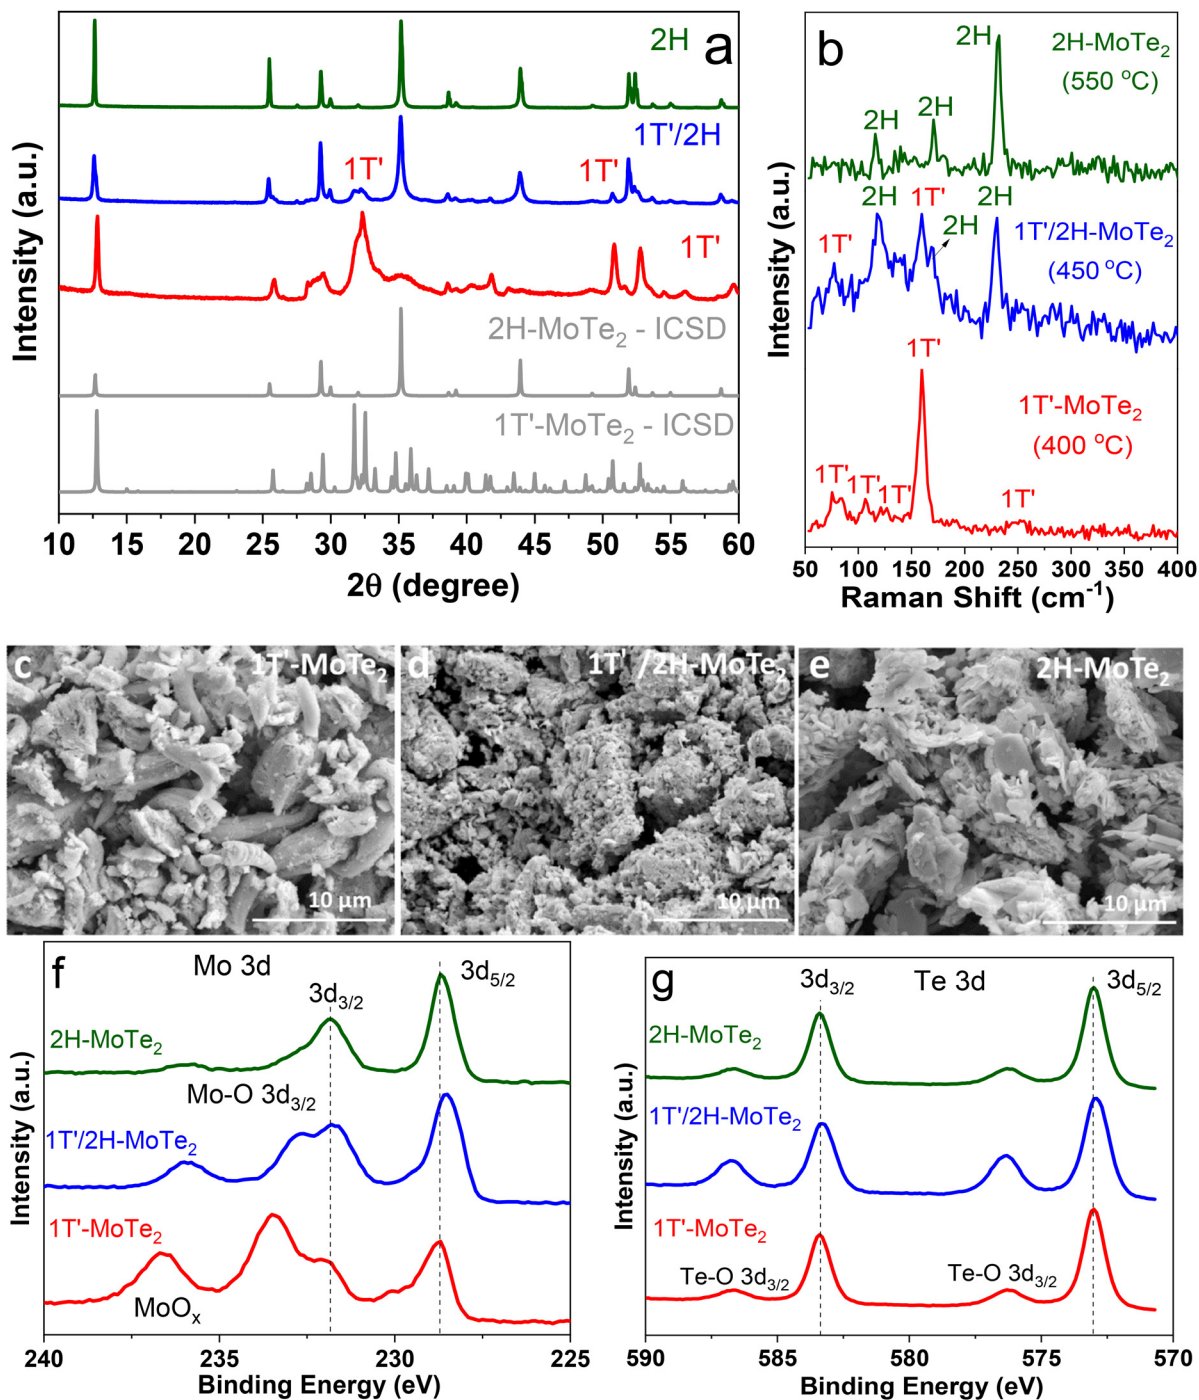 a
2H
1T'/2H
1T'
1T'
1T'
2H-MoTe₂ - ICSD
1T'-MoTe₂ - ICSD
Intensity (a.u.)
10 15 20 25 30 35 40 45 50 55 60
2θ (degree)
b
2H-MoTe₂
(550 °C)
2H
2H
2H
1T'/2H-MoTe₂
(450 °C)
1T'
2H
1T'
2H
2H
1T'-MoTe₂
(400 °C)
1T'
1T'
1T'
1T'
1T'
Intensity (a.u.)
50 100 150 200 250 300 350 400
Raman Shift (cm⁻¹)
c
1T'-MoTe₂
10 μm
d
1T' /2H-MoTe₂
10 μm
e
2H-MoTe₂
10 μm
f
Mo 3d
3d₃/₂
3d₅/₂
2H-MoTe₂
Mo-O 3d₃/₂
1T'/2H-MoTe₂
1T'-MoTe₂
MoOₓ
Intensity (a.u.)
240 235 230 225
Binding Energy (eV)
g
3d₃/₂
Te 3d
3d₅/₂
2H-MoTe₂
1T'/2H-MoTe₂
1T'-MoTe₂
Te-O 3d₃/₂
Te-O 3d₃/₂
Intensity (a.u.)
590 585 580 575 570
Binding Energy (eV)